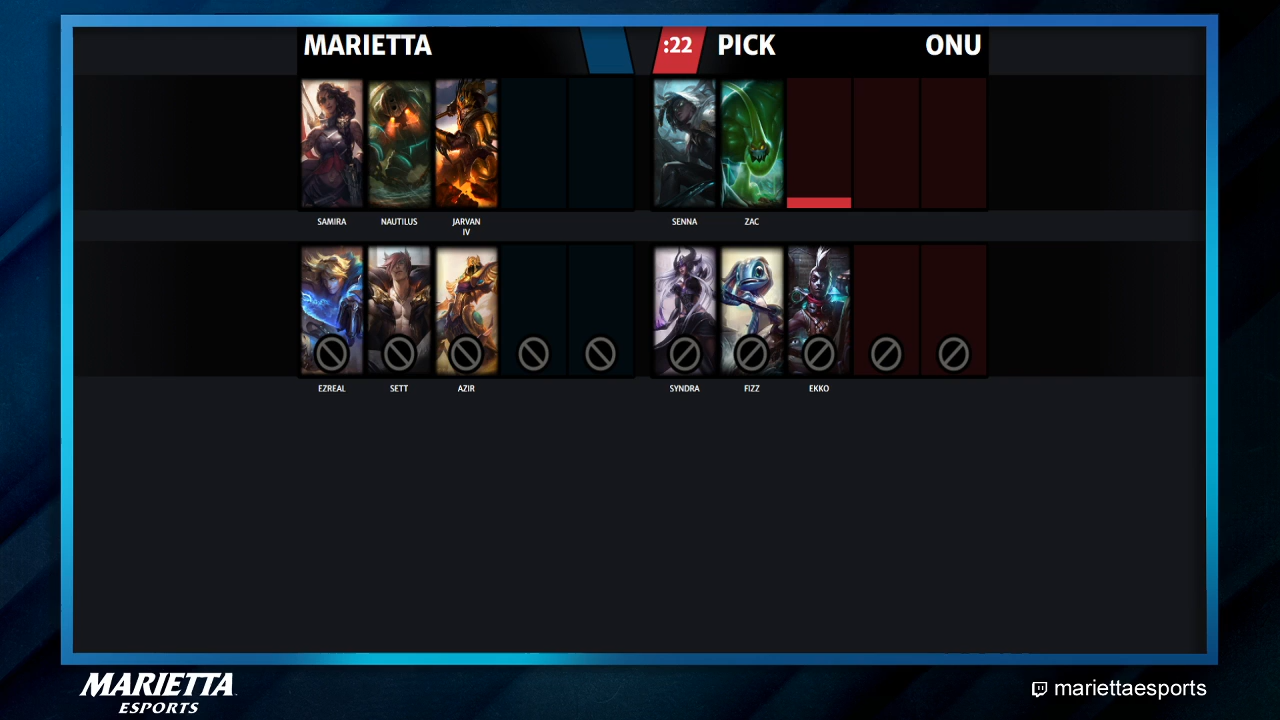 MARIETTA
:22 PICK ONU
SAMIRA NAUTILUS JARVAN IV SENNA ZAC
EZREAL SETT AZIR SYNDRA FIZZ EKKO
MARIETTA
ESPORTS
mariettaesports